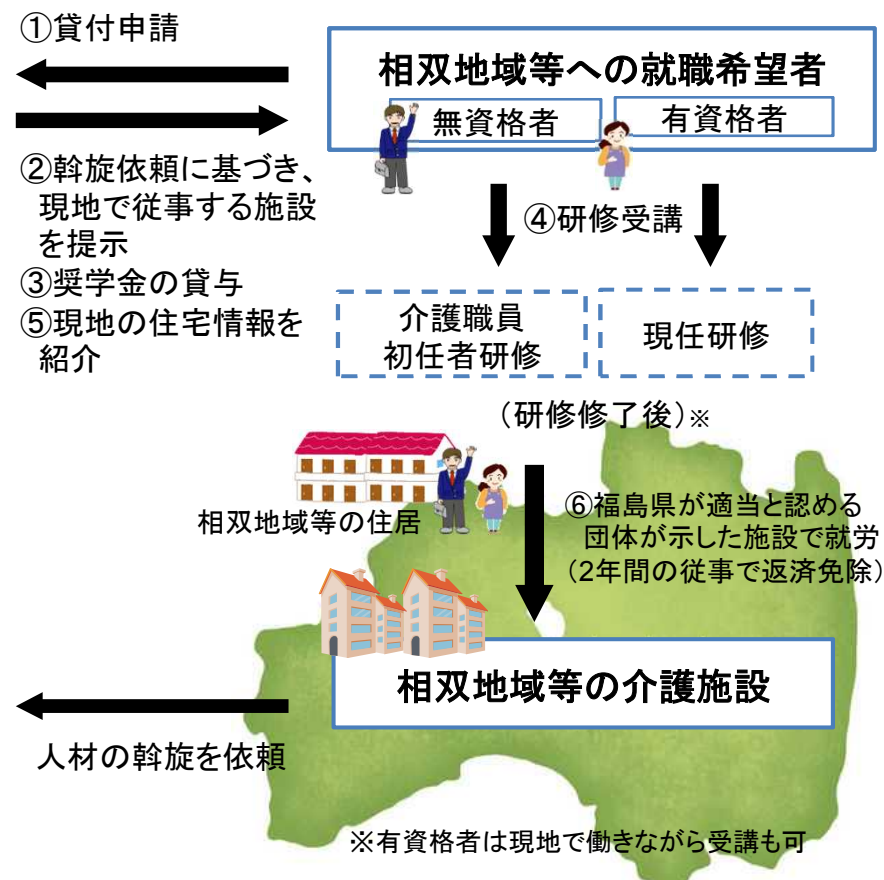 ①貸付申請
相双地域等への就職希望者
無資格者
有資格者
②斡旋依頼に基づき、
現地で従事する施設
を提示
③奨学金の貸与
⑤現地の住宅情報を
紹介
④研修受講
介護職員
初任者研修
現任研修
(研修修了後)※
相双地域等の住居
⑥福島県が適当と認める
団体が示した施設で就労
(2年間の従事で返済免除)
相双地域等の介護施設
人材の斡旋を依頼
※有資格者は現地で働きながら受講も可